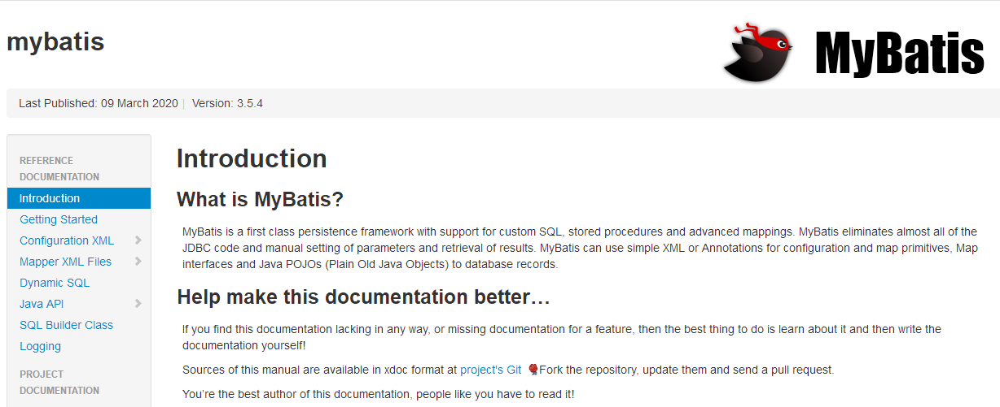 mybatis
MyBatis
Last Published: 09 March 2020 | Version: 3.5.4
REFERENCE
DOCUMENTATION
Introduction
Getting Started
Configuration XML
Mapper XML Files
Dynamic SQL
Java API
SQL Builder Class
Logging
PROJECT
DOCUMENTATION
Introduction
What is MyBatis?
MyBatis is a first class persistence framework with support for custom SQL, stored procedures and advanced mappings. MyBatis eliminates almost all of the
JDBC code and manual setting of parameters and retrieval of results. MyBatis can use simple XML or Annotations for configuration and map primitives, Map
interfaces and Java POJOs (Plain Old Java Objects) to database records.
Help make this documentation better…
If you find this documentation lacking in any way, or missing documentation for a feature, then the best thing to do is learn about it and then write the
documentation yourself!
Sources of this manual are available in xdoc format at project's Git Fork the repository, update them and send a pull request.
You’re the best author of this documentation, people like you have to read it!